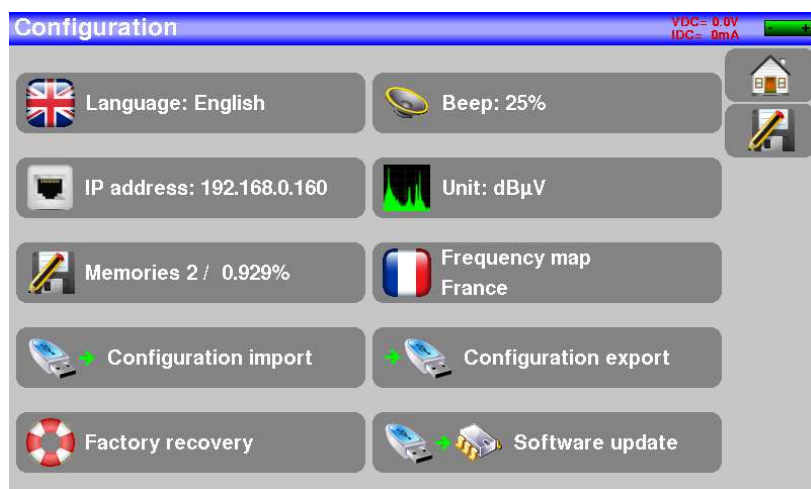 Configuration
VDC= 0.0V
IDC= 0mA
- +
Language: English
Beep: 25%
IP address: 192.168.0.160
Unit: dBµV
Memories 2 / 0.929%
Frequency map
France
Configuration import
Configuration export
Factory recovery
Software update